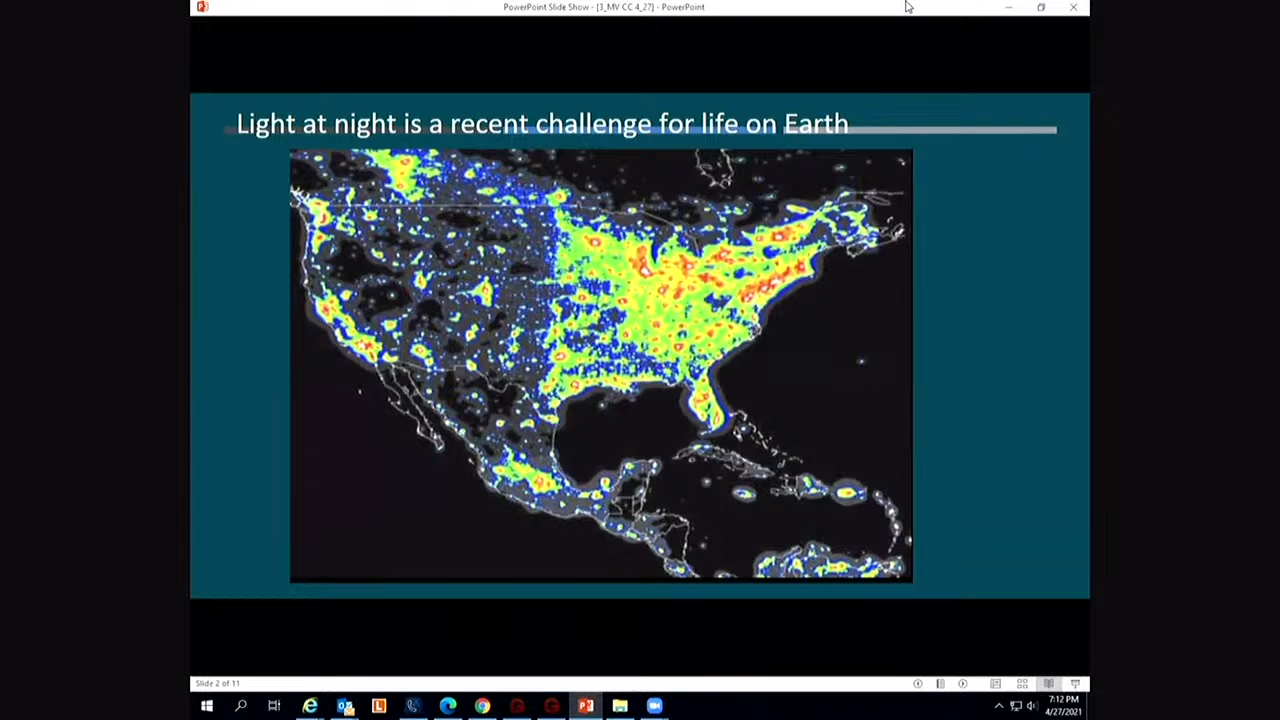 PowerPoint Slide Show - [3_MV CC 4_27] - PowerPoint
Light at night is a recent challenge for life on Earth
Slide 2 of 11
7:12 PM
4/27/2021